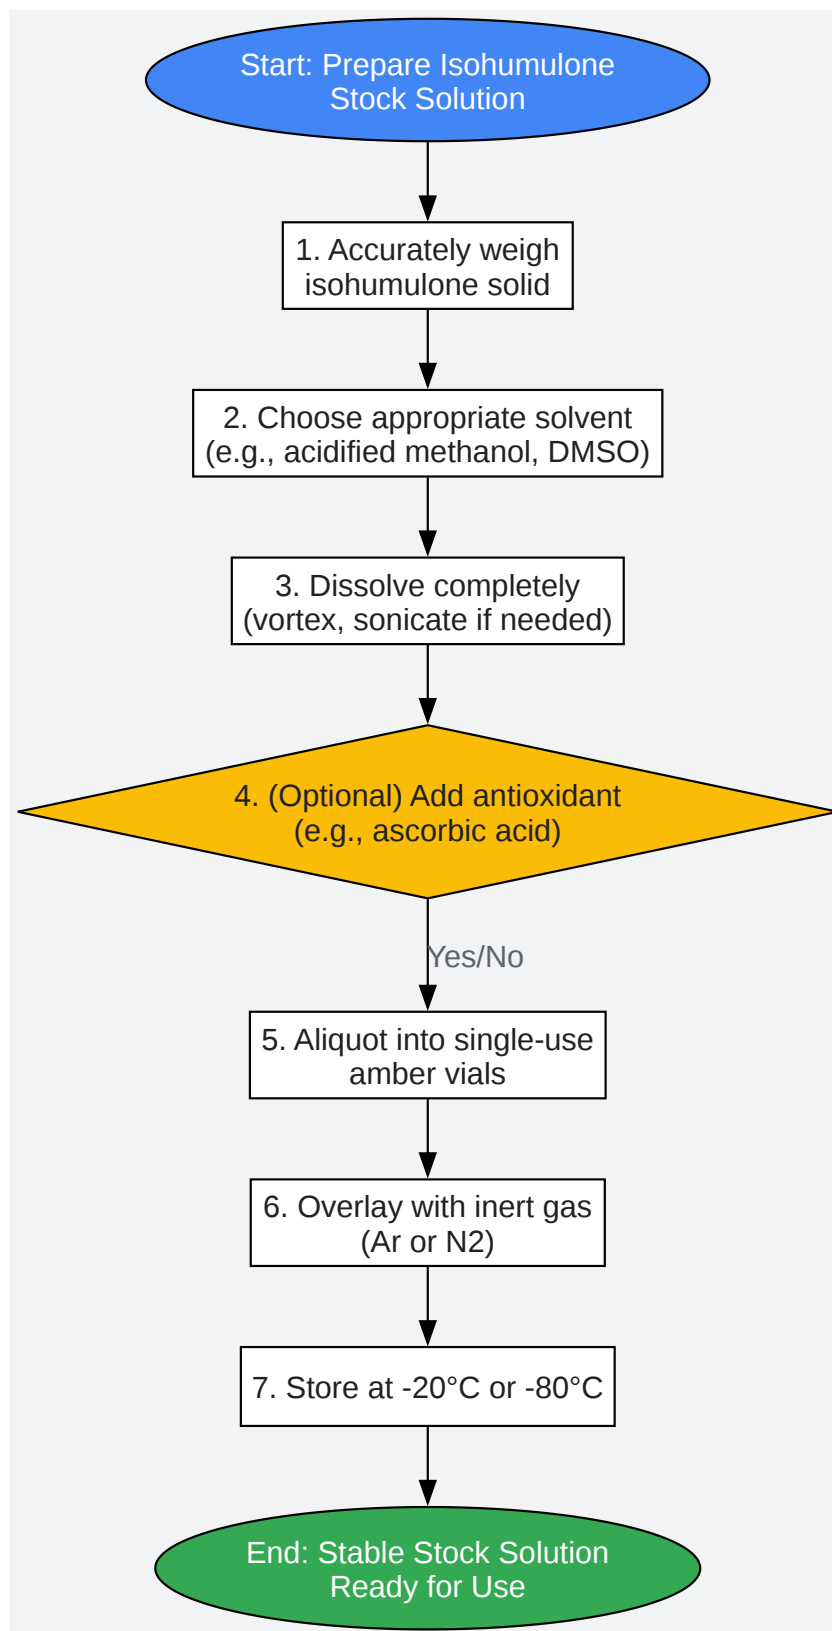 Start: Prepare Isohumulone
Stock Solution
1. Accurately weigh
isohumulone solid
2. Choose appropriate solvent
(e.g., acidified methanol, DMSO)
3. Dissolve completely
(vortex, sonicate if needed)
4. (Optional) Add antioxidant
(e.g., ascorbic acid)
Yes/No
5. Aliquot into single-use
amber vials
6. Overlay with inert gas
(Ar or N2)
7. Store at -20°C or -80°C
End: Stable Stock Solution
Ready for Use